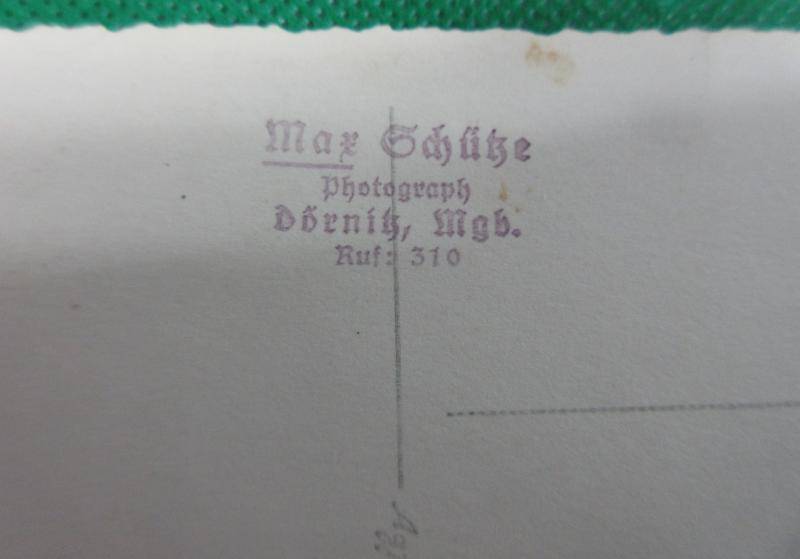 Max Schütze
Photograph
Dörnitz, Mgb.
Ruf: 310